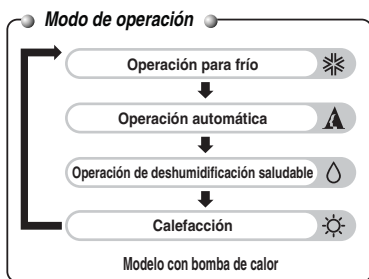 Modo de operación
Operación para frío
Operación automática
Operación de deshumidificación saludable
Calefacción
Modelo con bomba de calor